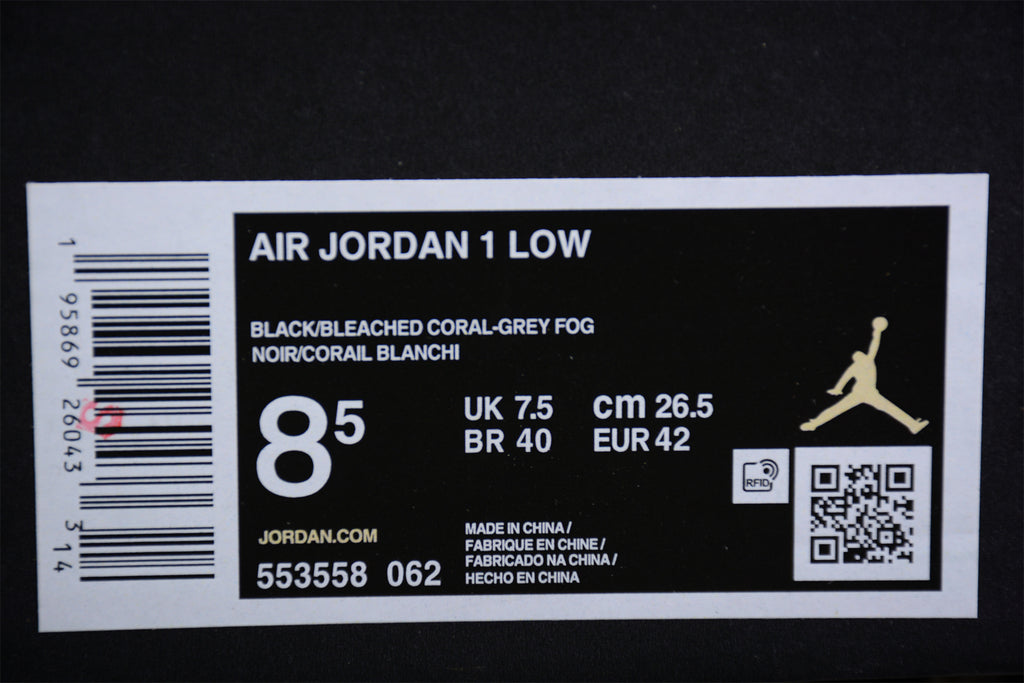 AIR JORDAN 1 LOW
BLACK/BLEACHED CORAL-GREY FOG
NOIR/CORAIL BLANCHI
8 5
UK 7.5 cm 26.5
BR 40 EUR 42
JORDAN.COM
553558 062
MADE IN CHINA /
FABRIQUE EN CHINE /
FABRICADO NA CHINA /
HECHO EN CHINA
RFID
1 95869 26043 3 14